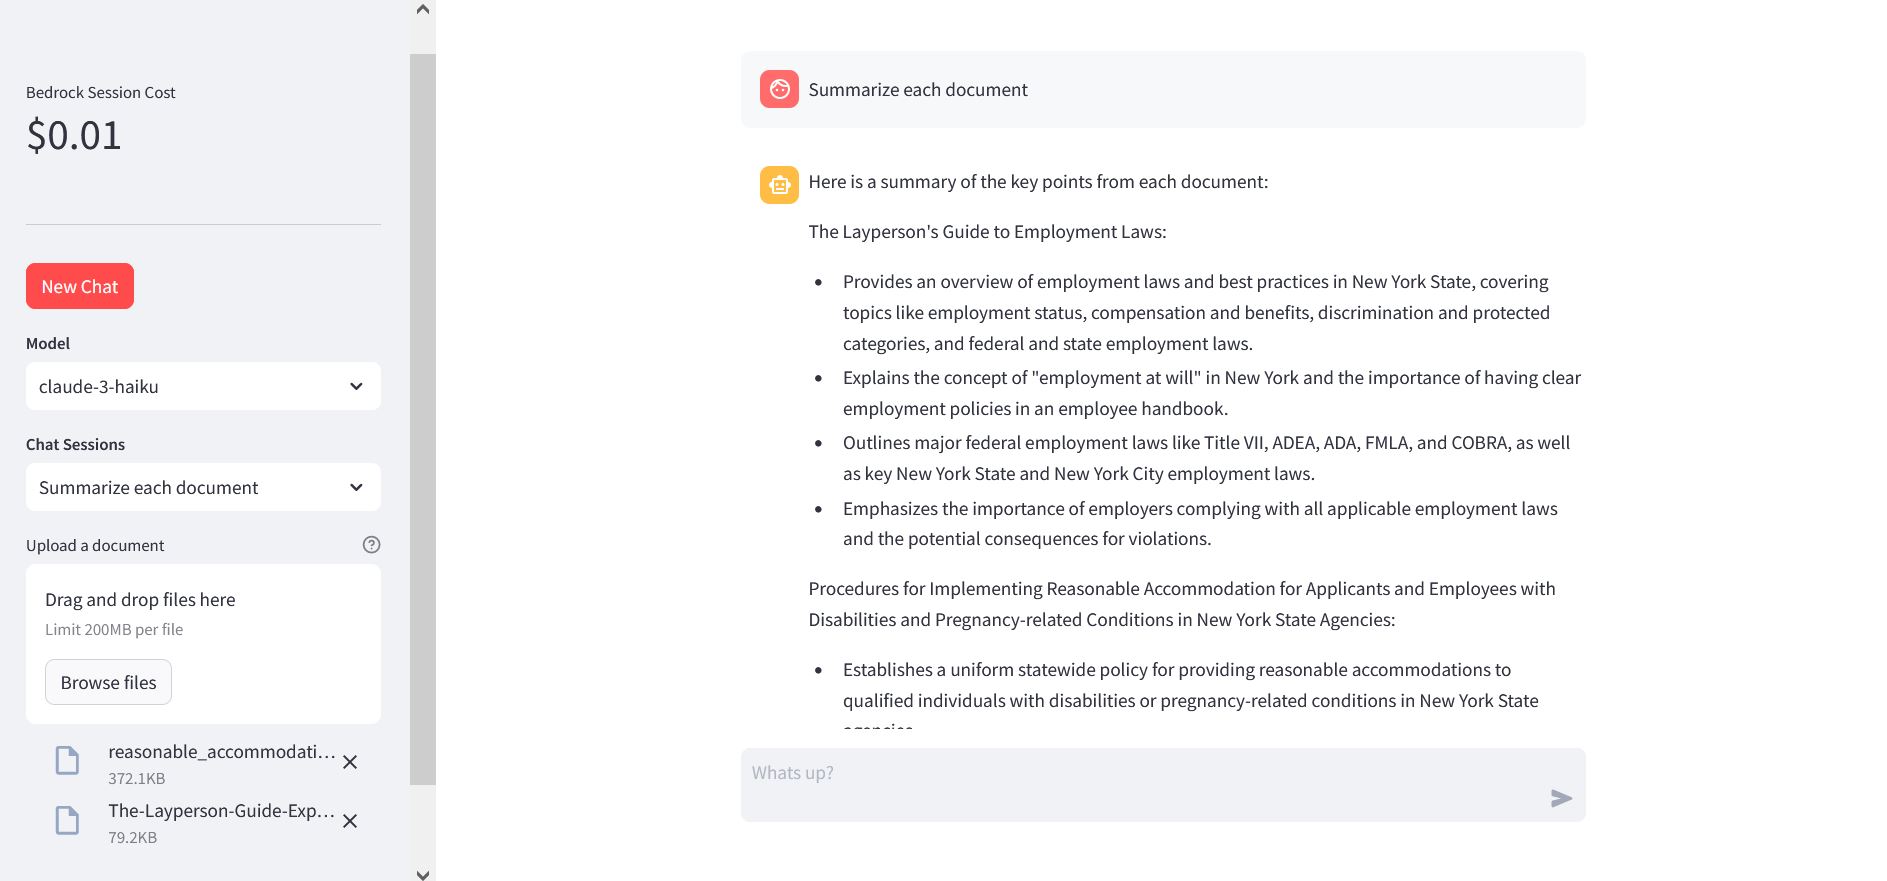 Bedrock Session Cost
$0.01
New Chat
Model
claude-3-haiku
Chat Sessions
Summarize each document
Upload a document
Drag and drop files here
Limit 200MB per file
Browse files
reasonable_accommodati...
372.1KB
The-Layperson-Guide-Exp...
79.2KB
Summarize each document
Here is a summary of the key points from each document:
The Layperson's Guide to Employment Laws:
• Provides an overview of employment laws and best practices in New York State, covering
topics like employment status, compensation and benefits, discrimination and protected
categories, and federal and state employment laws.
• Explains the concept of "employment at will" in New York and the importance of having clear
employment policies in an employee handbook.
• Outlines major federal employment laws like Title VII, ADEA, ADA, FMLA, and COBRA, as well
as key New York State and New York City employment laws.
• Emphasizes the importance of employers complying with all applicable employment laws
and the potential consequences for violations.
Procedures for Implementing Reasonable Accommodation for Applicants and Employees with
Disabilities and Pregnancy-related Conditions in New York State Agencies:
• Establishes a uniform statewide policy for providing reasonable accommodations to
qualified individuals with disabilities or pregnancy-related conditions in New York State
agencies.
Whats up?